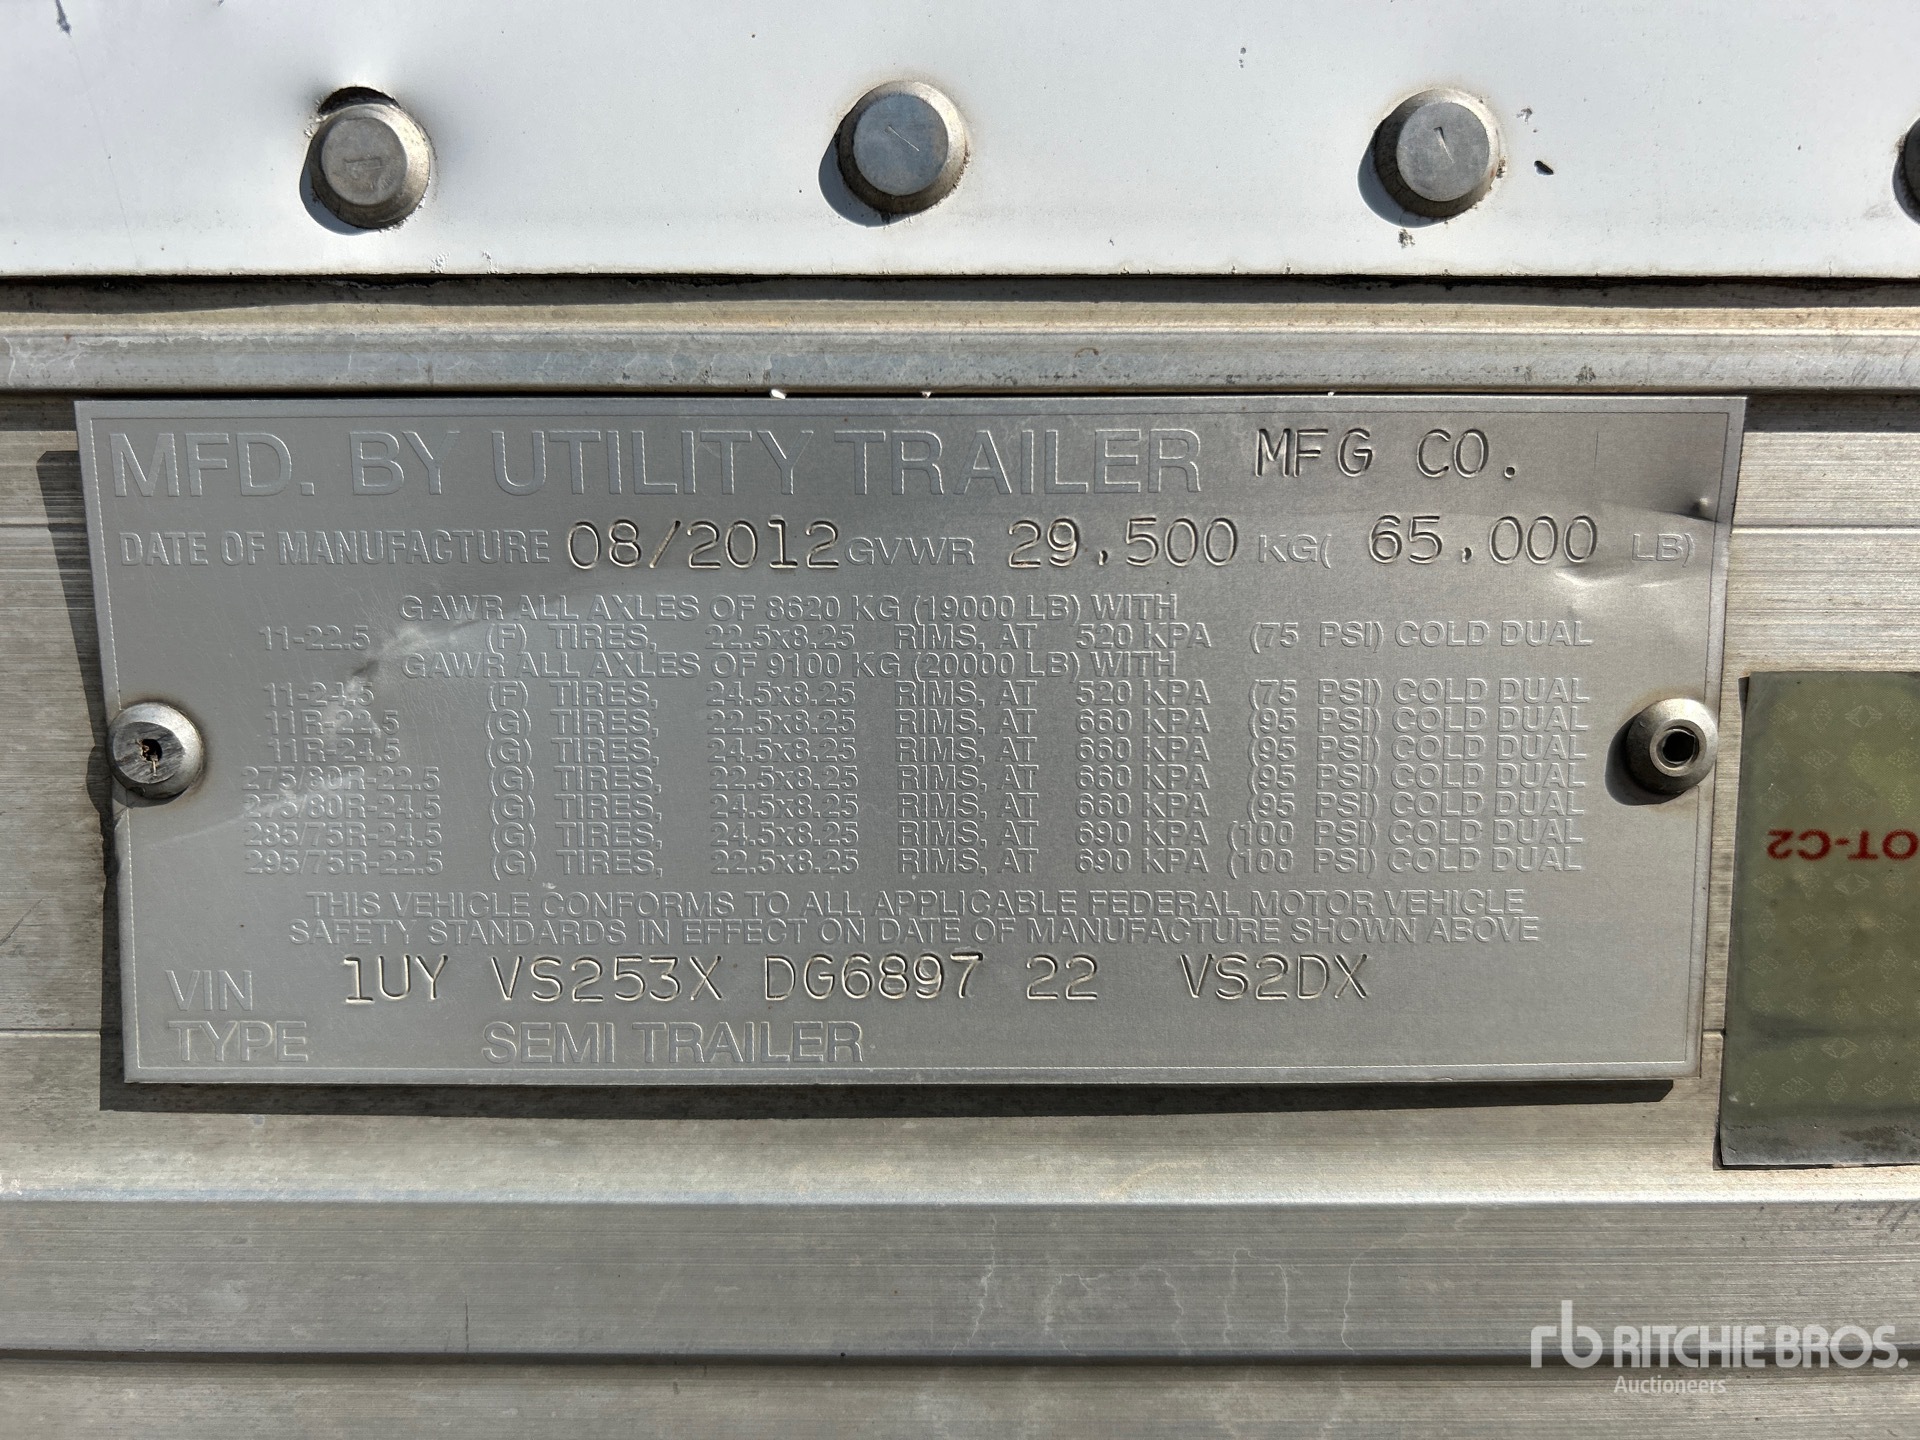 MFD. BY UTILITY TRAILER MFG CO.
DATE OF MANUFACTURE 08/2012 GVWR 29,500 KG( 65,000 LB)
GAWR ALL AXLES OF 8620 KG (19000 LB) WITH
11-22.5 (F) TIRES, 22.5x8.25 RIMS, AT 520 KPA (75 PSI) COLD DUAL
GAWR ALL AXLES OF 9100 KG (20000 LB) WITH
11-24.5 (F) TIRES, 24.5x8.25 RIMS, AT 520 KPA (75 PSI) COLD DUAL
11R-22.5 (G) TIRES, 22.5x8.25 RIMS, AT 660 KPA (95 PSI) COLD DUAL
11R-24.5 (G) TIRES, 24.5x8.25 RIMS, AT 660 KPA (95 PSI) COLD DUAL
275/80R-22.5 (G) TIRES, 22.5x8.25 RIMS, AT 660 KPA (95 PSI) COLD DUAL
275/80R-24.5 (G) TIRES, 24.5x8.25 RIMS, AT 660 KPA (95 PSI) COLD DUAL
285/75R-24.5 (G) TIRES, 24.5x8.25 RIMS, AT 690 KPA (100 PSI) COLD DUAL
295/75R-22.5 (G) TIRES, 22.5x8.25 RIMS, AT 690 KPA (100 PSI) COLD DUAL
THIS VEHICLE CONFORMS TO ALL APPLICABLE FEDERAL MOTOR VEHICLE
SAFETY STANDARDS IN EFFECT ON DATE OF MANUFACTURE SHOWN ABOVE
VIN 1UY VS253X DG6897 22 VS2DX
TYPE SEMI TRAILER
OT-C2
rb RITCHIE BROS.
Auctioneers